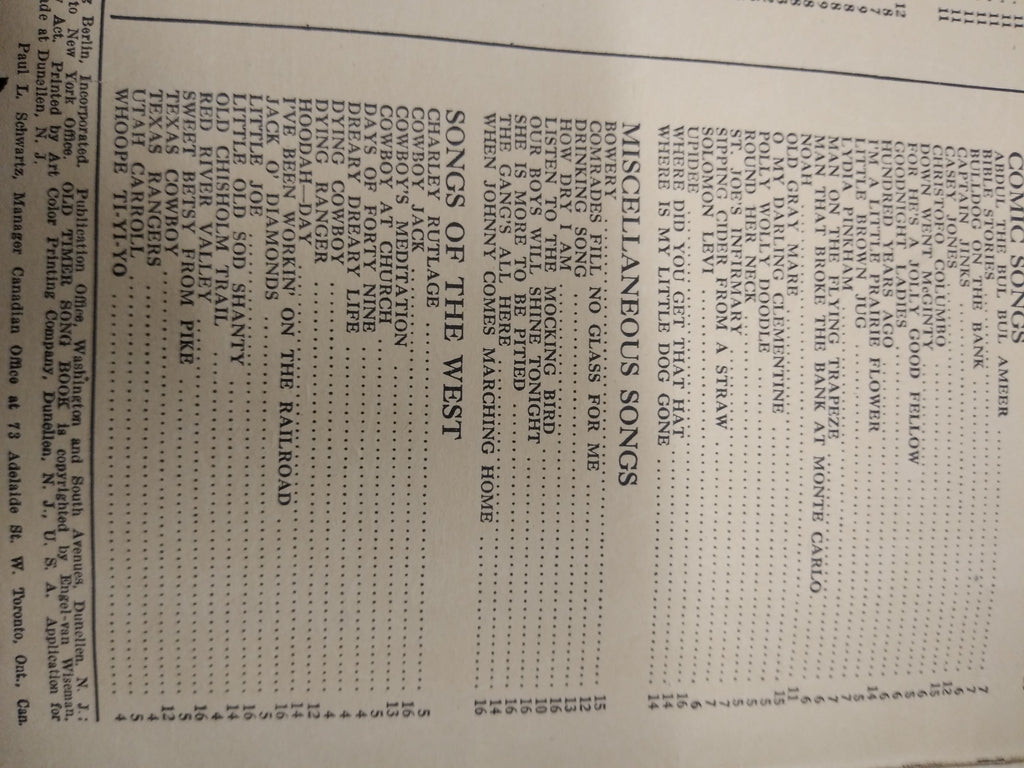 11
11
11
11
12
8
7
8
9
8
8
COMIC SONGS
ABDUL THE BUL BUL AMEER 7
BIBLE STORIES 7
BULLDOG ON THE BANK 6
CAPTAIN JINKS 12
CASEY JONES 15
CRISTOFO COLUMBO 6
DOWN WENT McGINTY 5
FOR HE'S A JOLLY GOOD FELLOW 6
GOODNIGHT LADIES 6
HUNDRED YEARS AGO 14
I'M A LITTLE PRAIRIE FLOWER 5
LITTLE BROWN JUG 7
LYDIA PINKHAM 7
MAN ON THE FLYING TRAPEZE 6
MAN THAT BROKE THE BANK AT MONTE CARLO 6
NOAH 6
OLD GRAY MARE 11
O MY DARLING CLEMENTINE 15
POLLY WOLLY DOODLE 5
ROUND HER NECK 5
ST. JOE'S INFIRMARY 5
SIPPING CIDER FROM A STRAW 7
SOLOMON LEVI 7
UPIDEE 6
WHERE DID YOU GET THAT HAT 16
WHERE IS MY LITTLE DOG GONE 14
MISCELLANEOUS SONGS
BOWERY 15
COMRADES FILL NO GLASS FOR ME 12
DRINKING SONG 13
HOW DRY I AM 16
LISTEN TO THE MOCKING BIRD 10
OUR BOYS WILL SHINE TONIGHT 16
SHE IS MORE TO BE PITIED 16
THE GANG'S ALL HERE 14
WHEN JOHNNY COMES MARCHING HOME 16
SONGS OF THE WEST
CHARLEY RUTLAGE 5
COWBOY JACK 16
COWBOY'S MEDITATION 13
COWBOY AT CHURCH 5
DAYS OF FORTY NINE 4
DREARY DREARY LIFE 4
DYING COWBOY 4
DYING RANGER 12
HOODAH—DAY 14
I'VE BEEN WORKIN' ON THE RAILROAD 16
JACK O' DIAMONDS 5
LITTLE JOE 16
LITTLE OLD SOD SHANTY 14
OLD CHISHOLM TRAIL 4
RED RIVER VALLEY 16
SWEET BETSY FROM PIKE 5
TEXAS COWBOY 12
TEXAS RANGERS 4
UTAH CARROLL 5
WHOOPE TI-YI-YO 4
Berlin, Incorporated. Publication Office, Washington and South Avenues, Dunellen, N. J.:
to New York Office. OLD TIMER SONG BOOK is copyrighted by Engel-van Wiseman,
Act. Printed by Art Color Printing Company, Dunellen, N. J., U. S. A. Application for
ade at Dunellen, N. J.
Paul L. Schwartz, Manager Canadian Office at 73 Adelaide St. W. Toronto, Ont., Can.